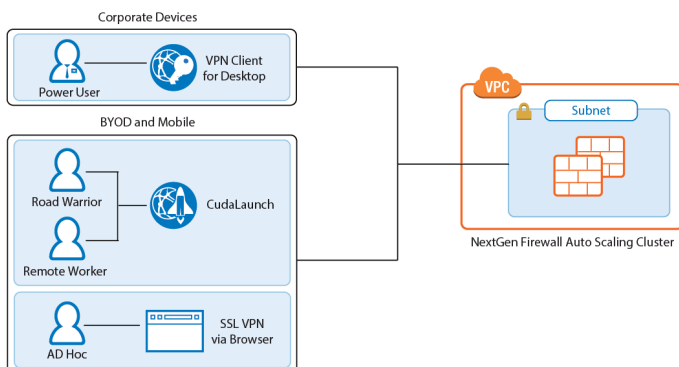 Corporate Devices
Power User
VPN Client
for Desktop
BYOD and Mobile
Road Warrior
Remote Worker
CudaLaunch
AD Hoc
SSL VPN
via Browser
VPC
Subnet
NextGen Firewall Auto Scaling Cluster